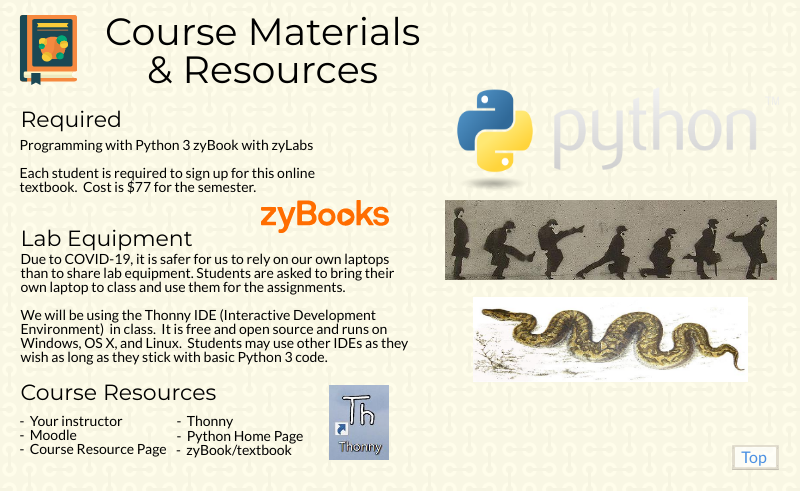 Course Materials
& Resources
Required
Programming with Python 3 zyBook with zyLabs
Each student is required to sign up for this online
textbook.  Cost is $77 for the semester.
zyBooks
Lab Equipment
Due to COVID-19, it is safer for us to rely on our own laptops
than to share lab equipment. Students are asked to bring their
own laptop to class and use them for the assignments.
We will be using the Thonny IDE (Interactive Development
Environment)  in class.  It is free and open source and runs on
Windows, OS X, and Linux.  Students may use other IDEs as they
wish as long as they stick with basic Python 3 code.
Course Resources
- Your instructor
- Moodle
- Course Resource Page
- Thonny
- Python Home Page
- zyBook/textbook
Th
Thonny
python
Top